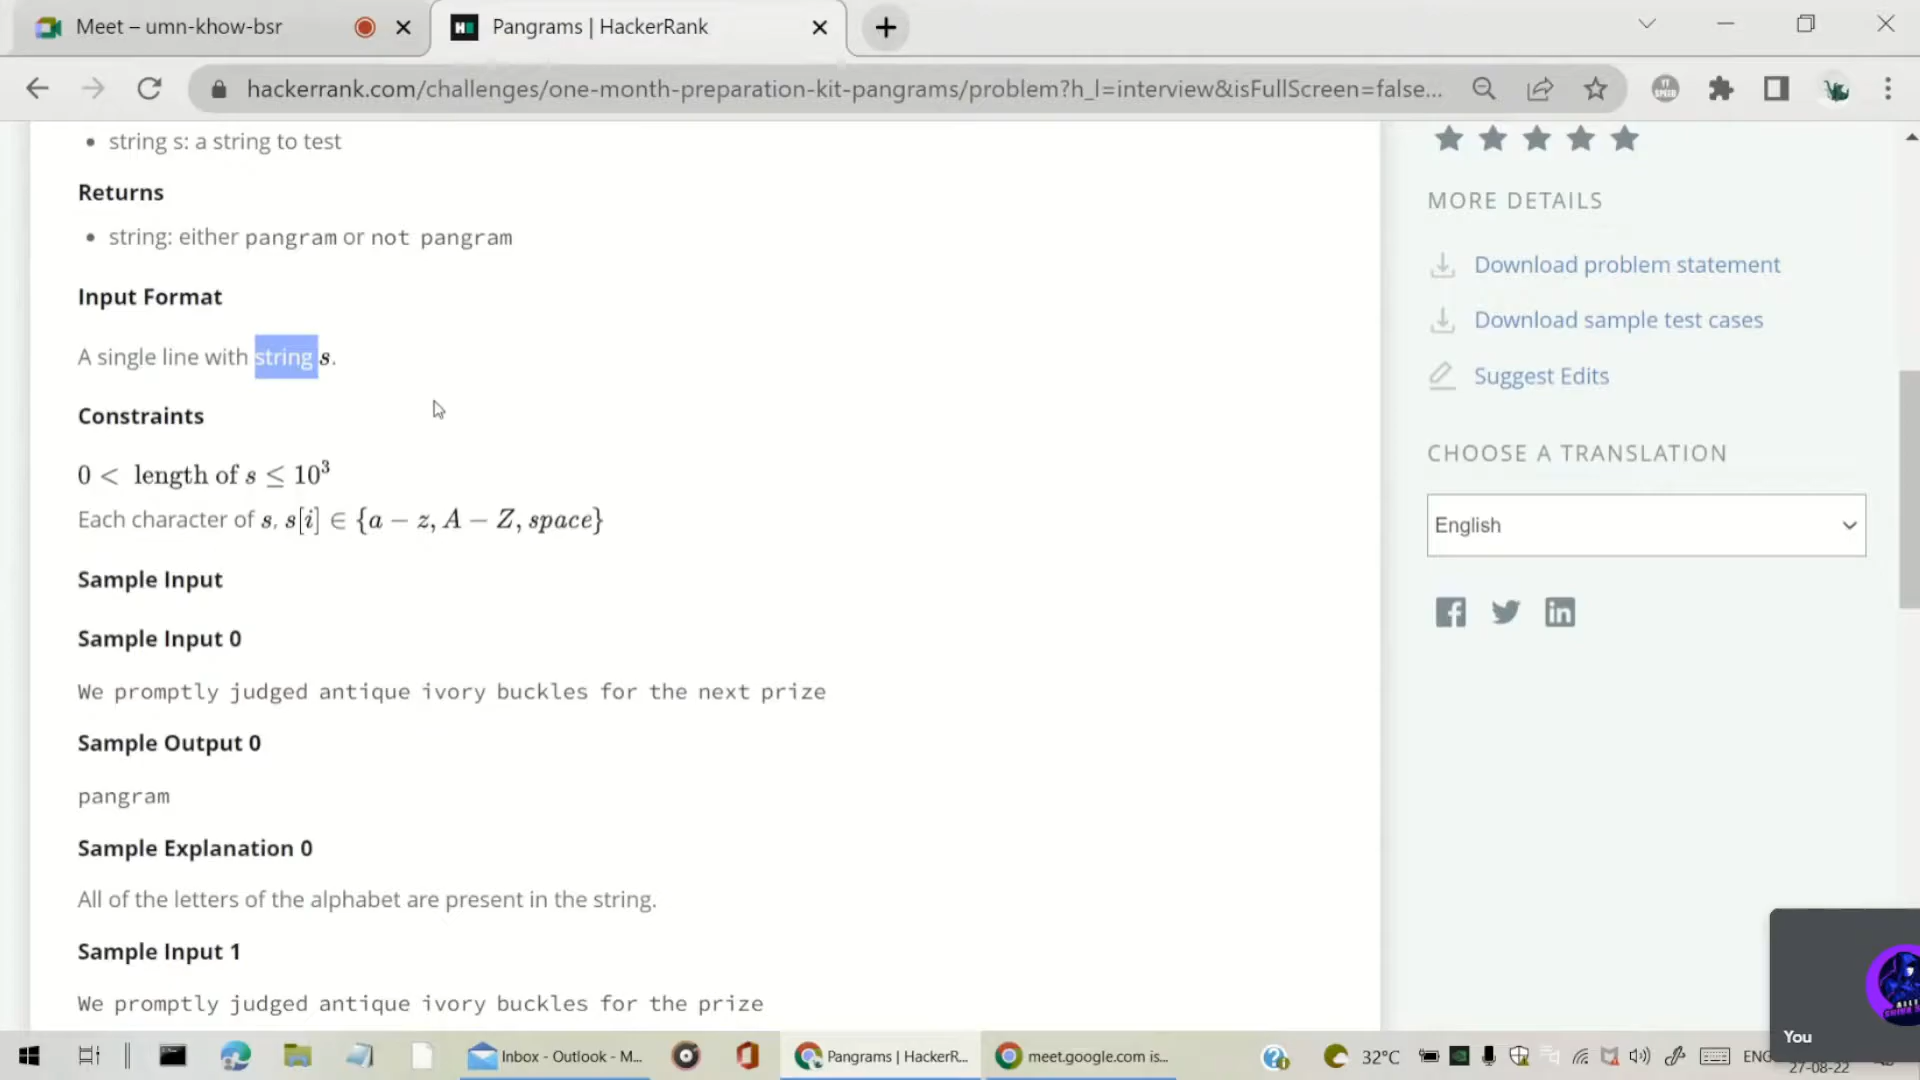 Meet – umn-khow-bsr
Pangrams | HackerRank
hackerrank.com/challenges/one-month-preparation-kit-pangrams/problem?h_l=interview&isFullScreen=false...
• string s: a string to test
Returns
• string: either pangram or not pangram
Input Format
A single line with string s.
Constraints
0 < length of s ≤ 10³
Each character of s, s[i] ∈ {a − z, A − Z, space}
Sample Input
Sample Input 0
We promptly judged antique ivory buckles for the next prize
Sample Output 0
pangram
Sample Explanation 0
All of the letters of the alphabet are present in the string.
Sample Input 1
We promptly judged antique ivory buckles for the prize
MORE DETAILS
Download problem statement
Download sample test cases
Suggest Edits
CHOOSE A TRANSLATION
English
You
Inbox - Outlook - M...
Pangrams | HackerR...
meet.google.com is...
32°C
ENG
27-08-22